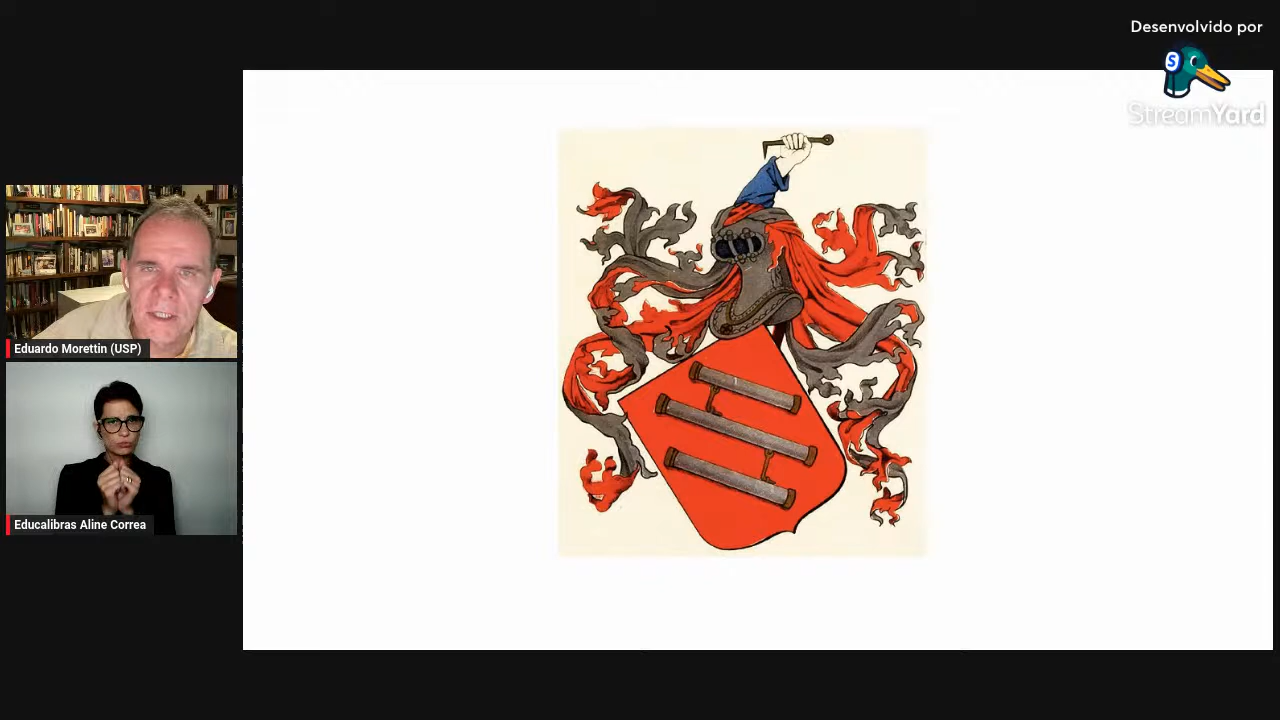 Desenvolvido por
S
StreamYard
Eduardo Morettin (USP)
Educalibras Aline Correa